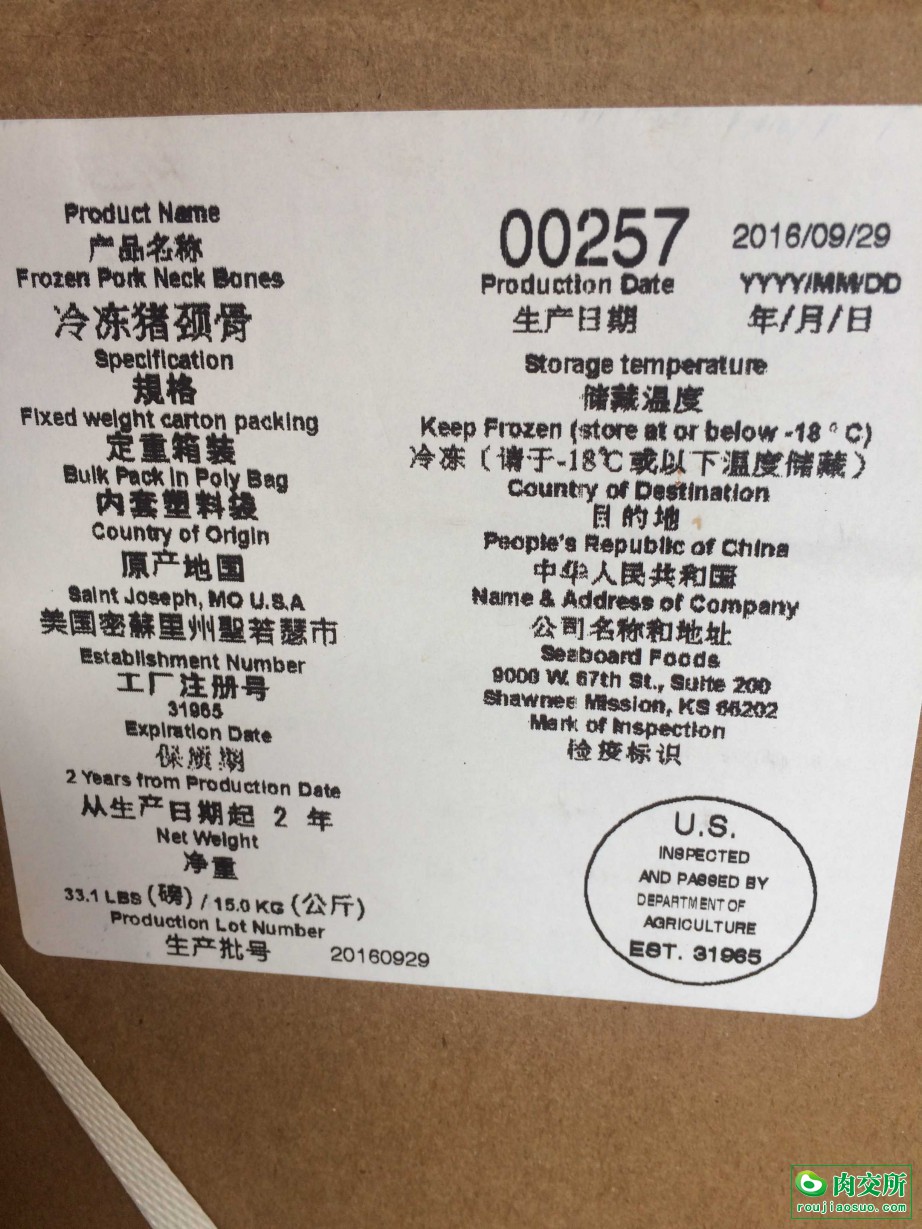 Product Name
产品名称
Frozen Pork Neck Bones
冷冻猪颈骨
Specification
规格
Fixed weight carton packing
定重箱装
Bulk Pack in Poly Bag
内套塑料袋
Country of Origin
原产地国
Saint Joseph, MO U.S.A
美国密蘇里州聖若瑟市
Establishment Number
工厂注册号
31965
Expiration Date
保质期
2 Years from Production Date
从生产日期起 2 年
Net Weight
净重
33.1 LBS (磅) / 15.0 KG (公斤)
Production Lot Number
生产批号 20160929
00257 2016/09/29
Production Date YYYY/MM/DD
生产日期 年/月/日
Storage temperature
储藏温度
Keep Frozen (store at or below -18 °C)
冷冻（请于-18℃或以下温度储藏）
Country of Destination
目的地
People's Republic of China
中华人民共和国
Name & Address of Company
公司名称和地址
Seaboard Foods
9000 W. 67th St., Suite 200
Shawnee Mission, KS 66202
Mark of Inspection
检疫标识
U.S.
INSPECTED
AND PASSED BY
DEPARTMENT OF
AGRICULTURE
EST. 31965
肉交所
roujiaosuo.com